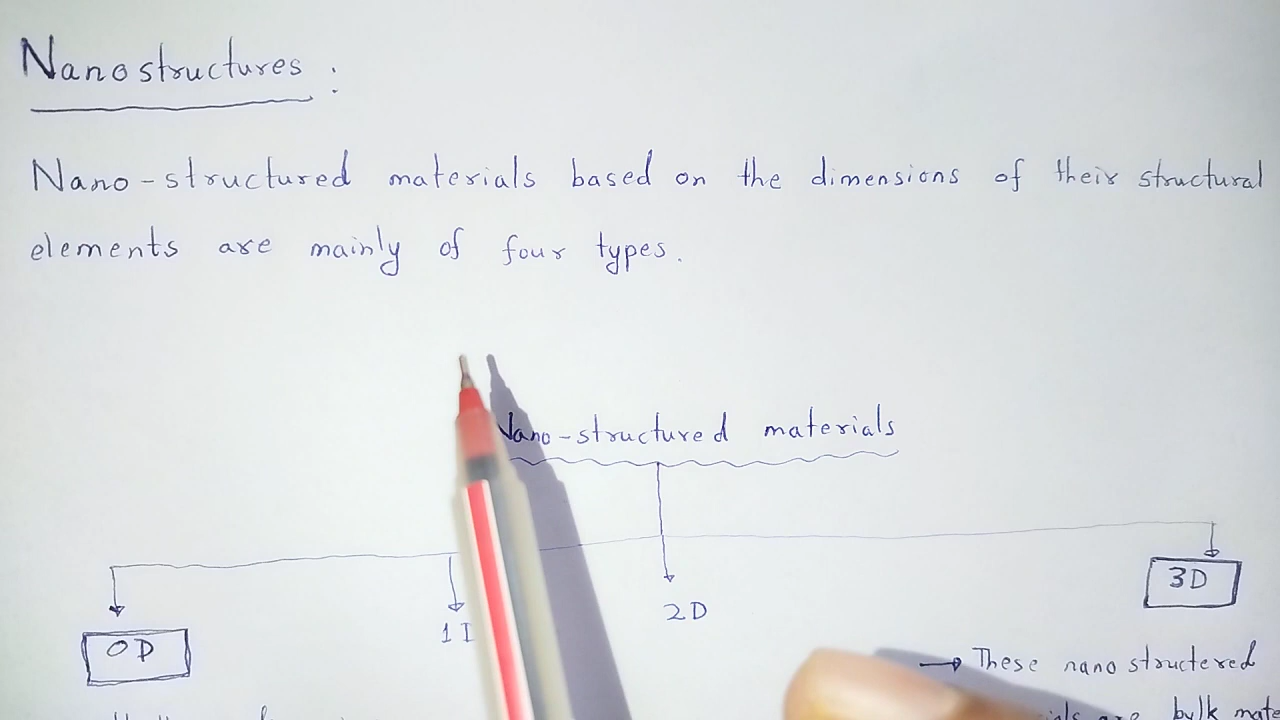 Nanostructures :
Nano-structured materials based on the dimensions of their structural
elements are mainly of four types.
Nano-structured materials
0D
2D
3D
→ These nano structered
bulk